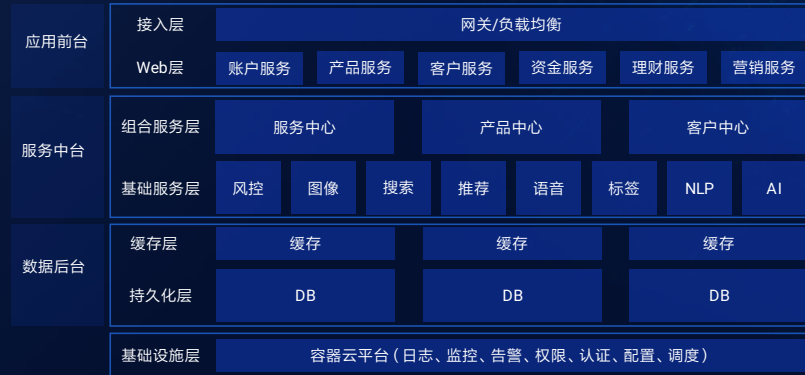 应用前台
接入层
网关/负载均衡
Web层
账户服务
产品服务
客户服务
资金服务
理财服务
营销服务
服务中台
组合服务层
服务中心
产品中心
客户中心
基础服务层
风控
图像
搜索
推荐
语音
标签
NLP
AI
数据后台
缓存层
缓存
缓存
缓存
持久化层
DB
DB
DB
基础设施层
容器云平台(日志、监控、告警、权限、认证、配置、调度)